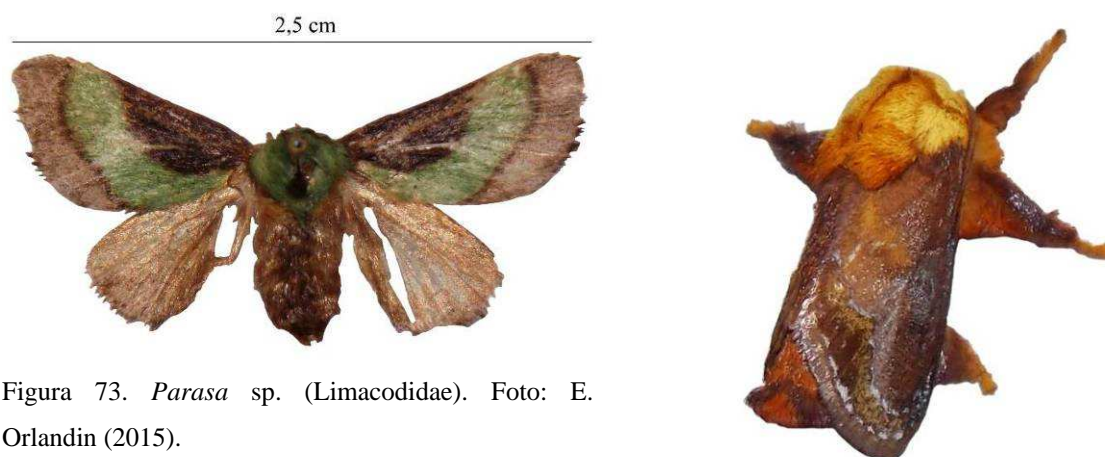 2,5 cm
Figura 73. Parasa sp. (Limacodidae). Foto: E.
Orlandin (2015).